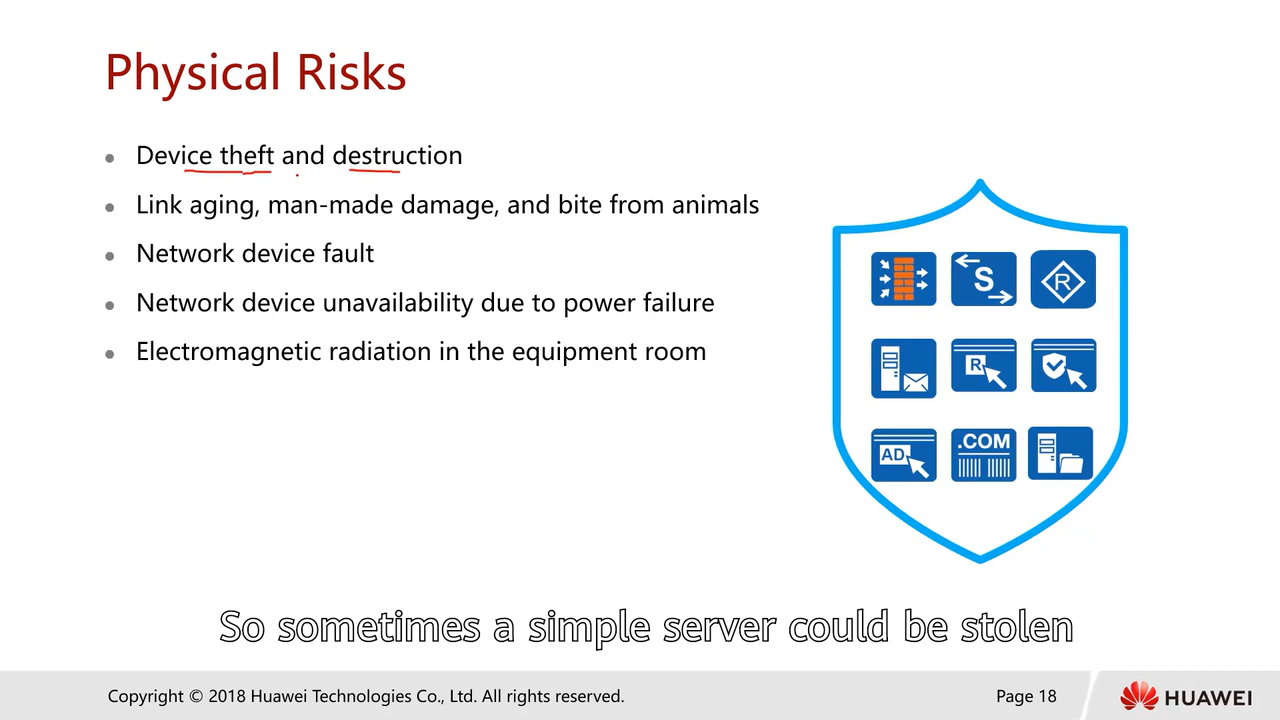 Physical Risks
Device theft and destruction
Link aging, man-made damage, and bite from animals
Network device fault
Network device unavailability due to power failure
Electromagnetic radiation in the equipment room
S
R
R
AD
.COM
So sometimes a simple server could be stolen
Copyright © 2018 Huawei Technologies Co., Ltd. All rights reserved.
Page 18
HUAWEI